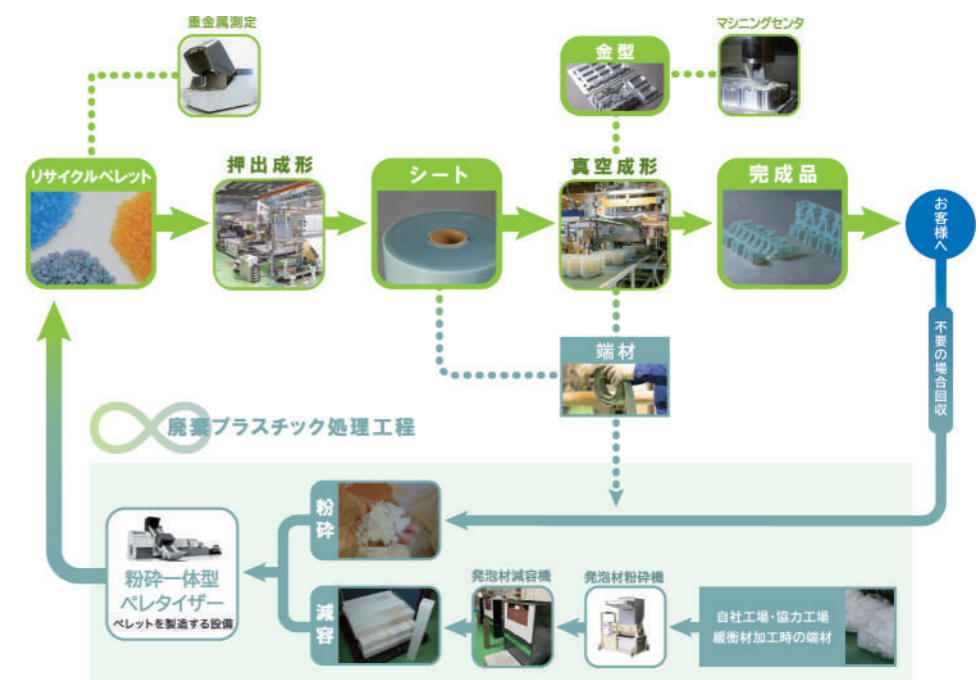 重金属測定
マシニングセンタ
金型
リサイクルペレット
押出成形
シート
真空成形
完成品
お客様へ
不要の場合回収
端材
廃棄プラスチック処理工程
粉砕
粉砕一体型
ペレタイザー
ペレットを製造する設備
減容
発泡材減容機
発泡材粉砕機
自社工場・協力工場
緩衝材加工時の端材